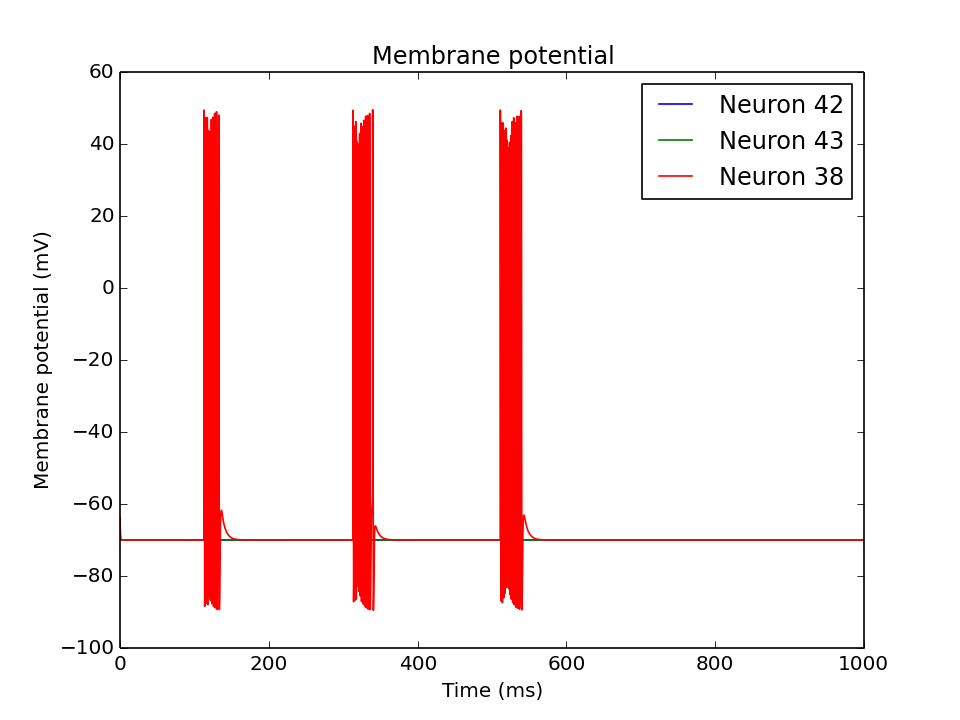 Membrane potential
Neuron 42
Neuron 43
Neuron 38
Membrane potential (mV)
60
40
20
0
−20
−40
−60
−80
−100
0 200 400 600 800 1000
Time (ms)